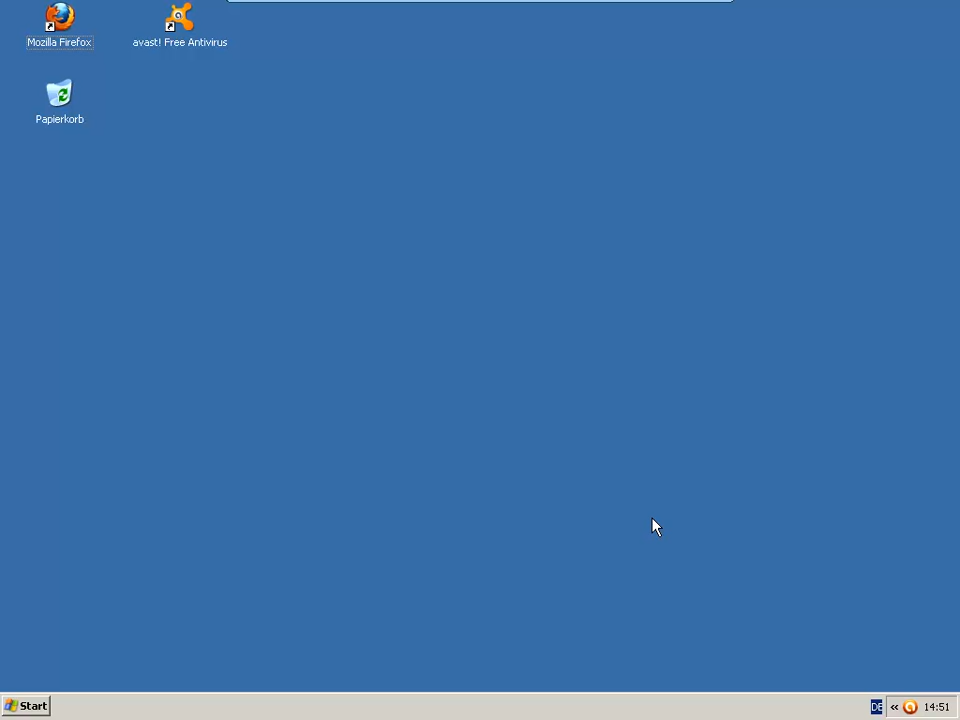 Mozilla Firefox
avast! Free Antivirus
Papierkorb
Start
DE
«
14:51